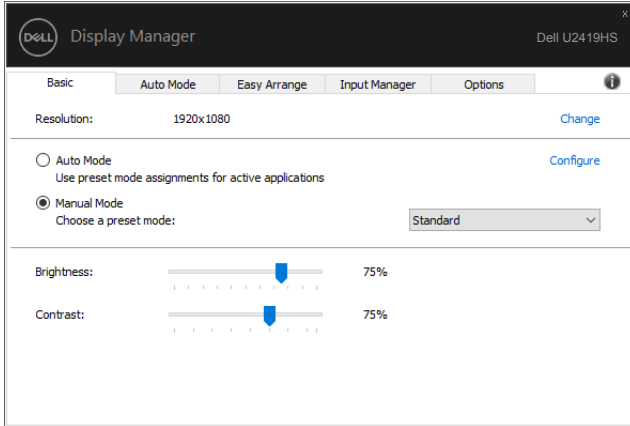 DELL Display Manager
Dell U2419HS
x
Basic Auto Mode Easy Arrange Input Manager Options
Resolution: 1920x1080 Change
Auto Mode Configure
Use preset mode assignments for active applications
Manual Mode
Choose a preset mode: Standard
Brightness: 75%
Contrast: 75%